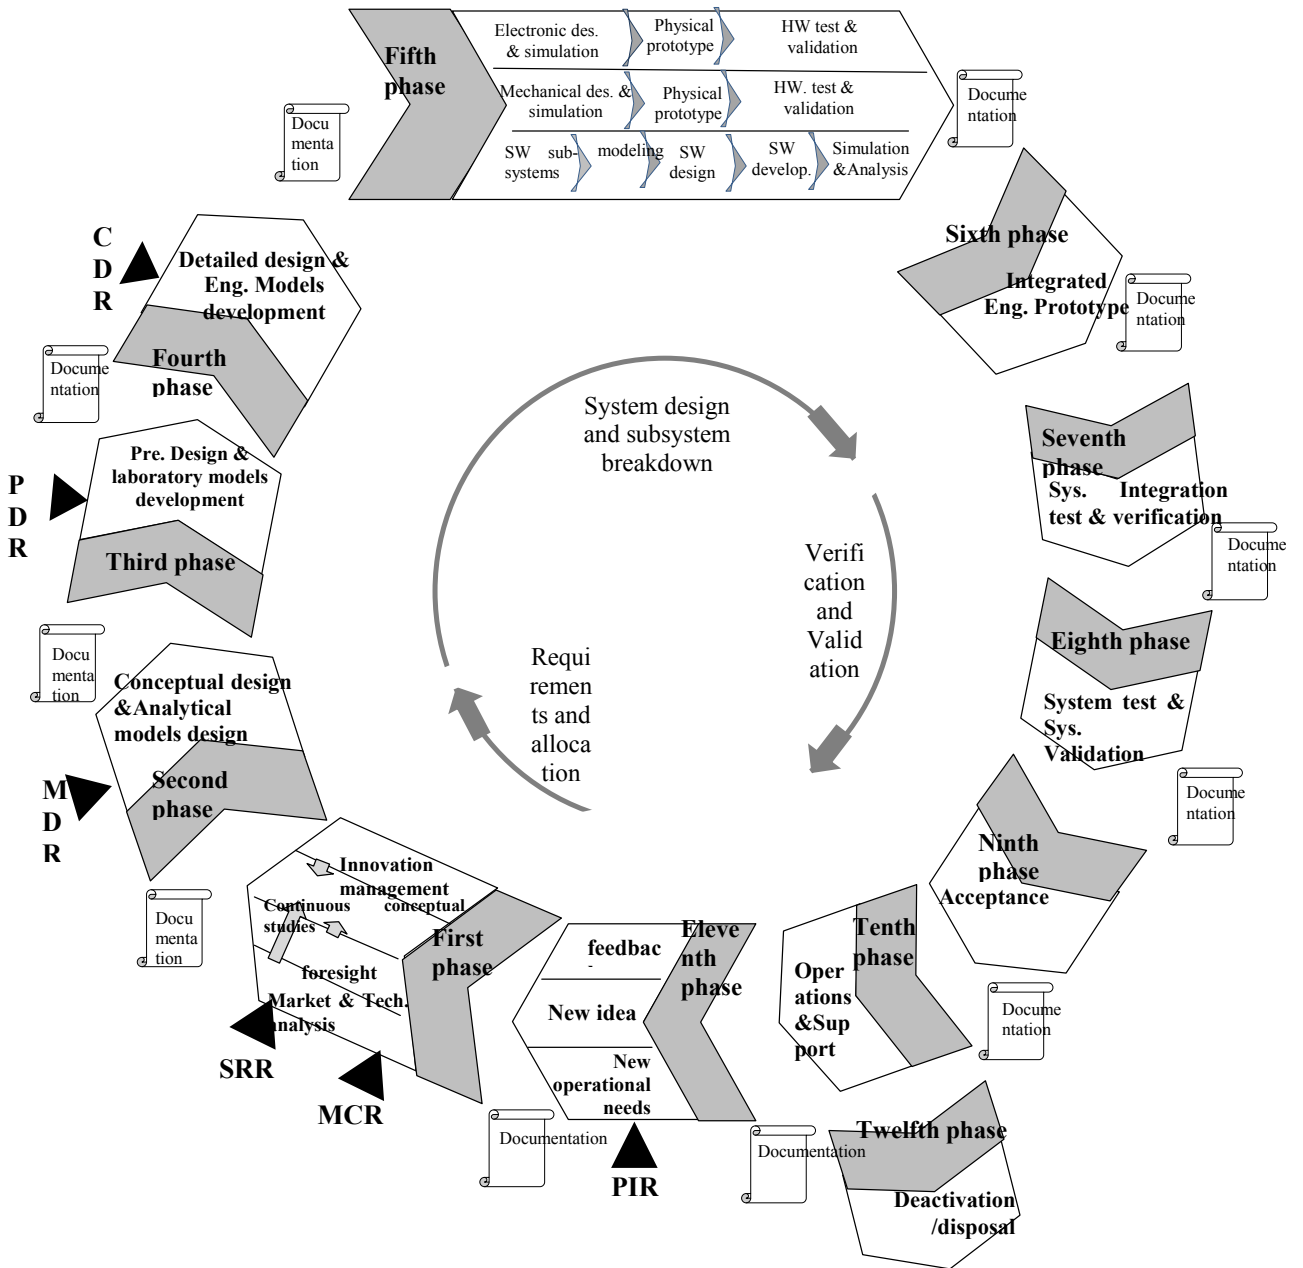 Fifth
phase
Electronic des.
& simulation
Physical
prototype
HW test &
validation
Mechanical des. &
simulation
Physical
prototype
HW. test &
validation
SW sub-
systems
modeling
SW
design
SW
develop.
Simulation
&Analysis
Docu
menta
tion
Docume
ntation
Sixth phase
Integrated
Eng. Prototype
Docume
ntation
C
D
R
Detailed design &
Eng. Models
development
Fourth
phase
Docume
ntation
System design
and subsystem
breakdown
Seventh
phase
Sys. Integration
test & verification
Docume
ntation
P
D
R
Pre. Design &
laboratory models
development
Third phase
Verifi
cation
and
Valid
ation
Eighth phase
System test &
Sys.
Validation
Docume
ntation
Docu
menta
tion
Requi
remen
ts and
alloca
tion
Conceptual design
&Analytical
models design
Second
phase
M
D
R
Ninth
phase
Acceptance
Docu
menta
tion
Innovation
management
Continuous conceptual
studies
foresight
Market & Tech.
analysis
First
phase
SRR
MCR
Eleve
nth phase
feedbac
New idea
New
operational
needs
PIR
Documentation
Tenth
phase
Oper
ations
&Sup
port
Docume
ntation
Documentation
Twelfth phase
Deactivation
/disposal